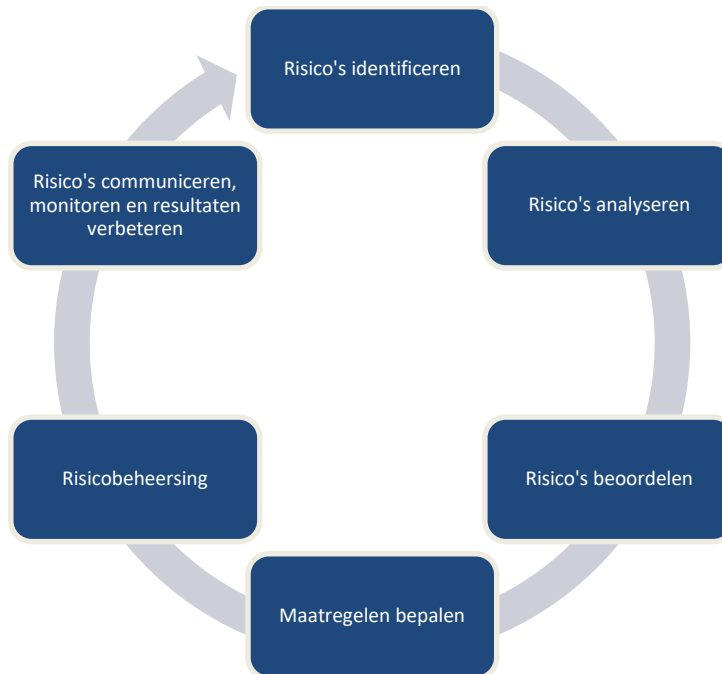 Risico's identificeren
Risico's analyseren
Risico's beoordelen
Maatregelen bepalen
Risicobeheersing
Risico's communiceren,
monitoren en resultaten
verbeteren